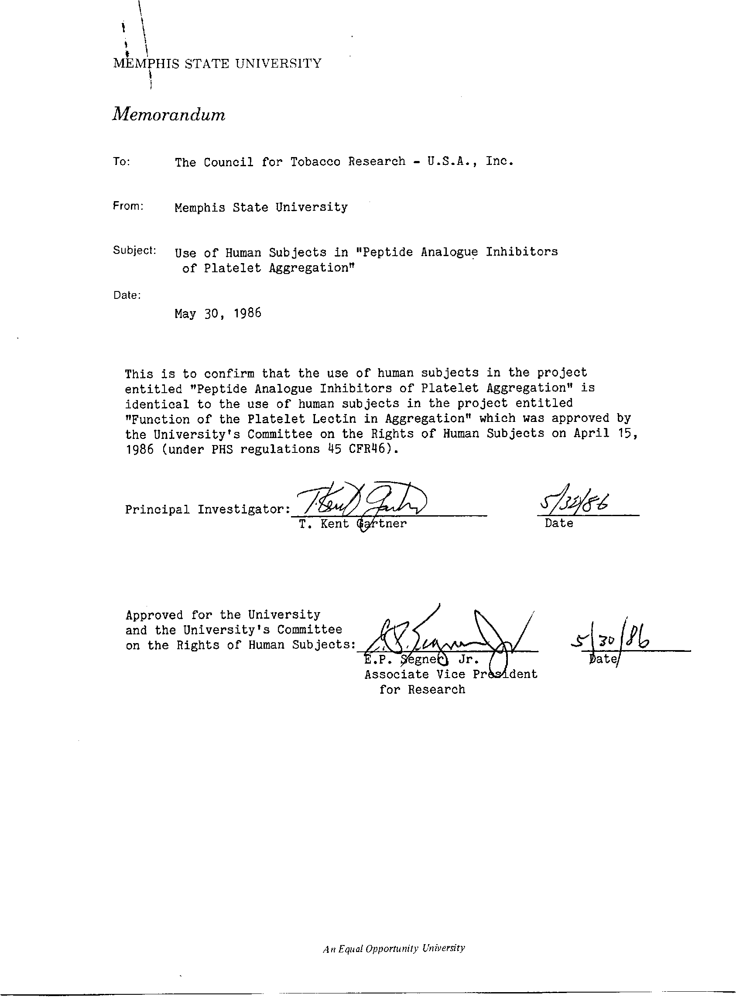 MEMPHIS STATE UNIVERSITY
Memorandum
To: The Council for Tobacco Research - U.S.A., Inc.
From: Memphis State University
Subject: Use of Human Subjects in "Peptide Analogue Inhibitors
of Platelet Aggregation"
Date:
May 30, 1986
This is to confirm that the use of human subjects in the project
entitled "Peptide Analogue Inhibitors of Platelet Aggregation" is
identical to the use of human subjects in the project entitled
"Function of the Platelet Lectin in Aggregation" which was approved by
the University's Committee on the Rights of Human Subjects on April 15,
1986 (under PHS regulations 45 CFR46).
Principal Investigator: T. Kent Gartner
T. Kent Gartner
Date
Approved for the University
and the University's Committee
on the Rights of Human Subjects: 5/30/86
E.P. Segner, Jr. Date
Associate Vice President
for Research
An Equal Opportunity University